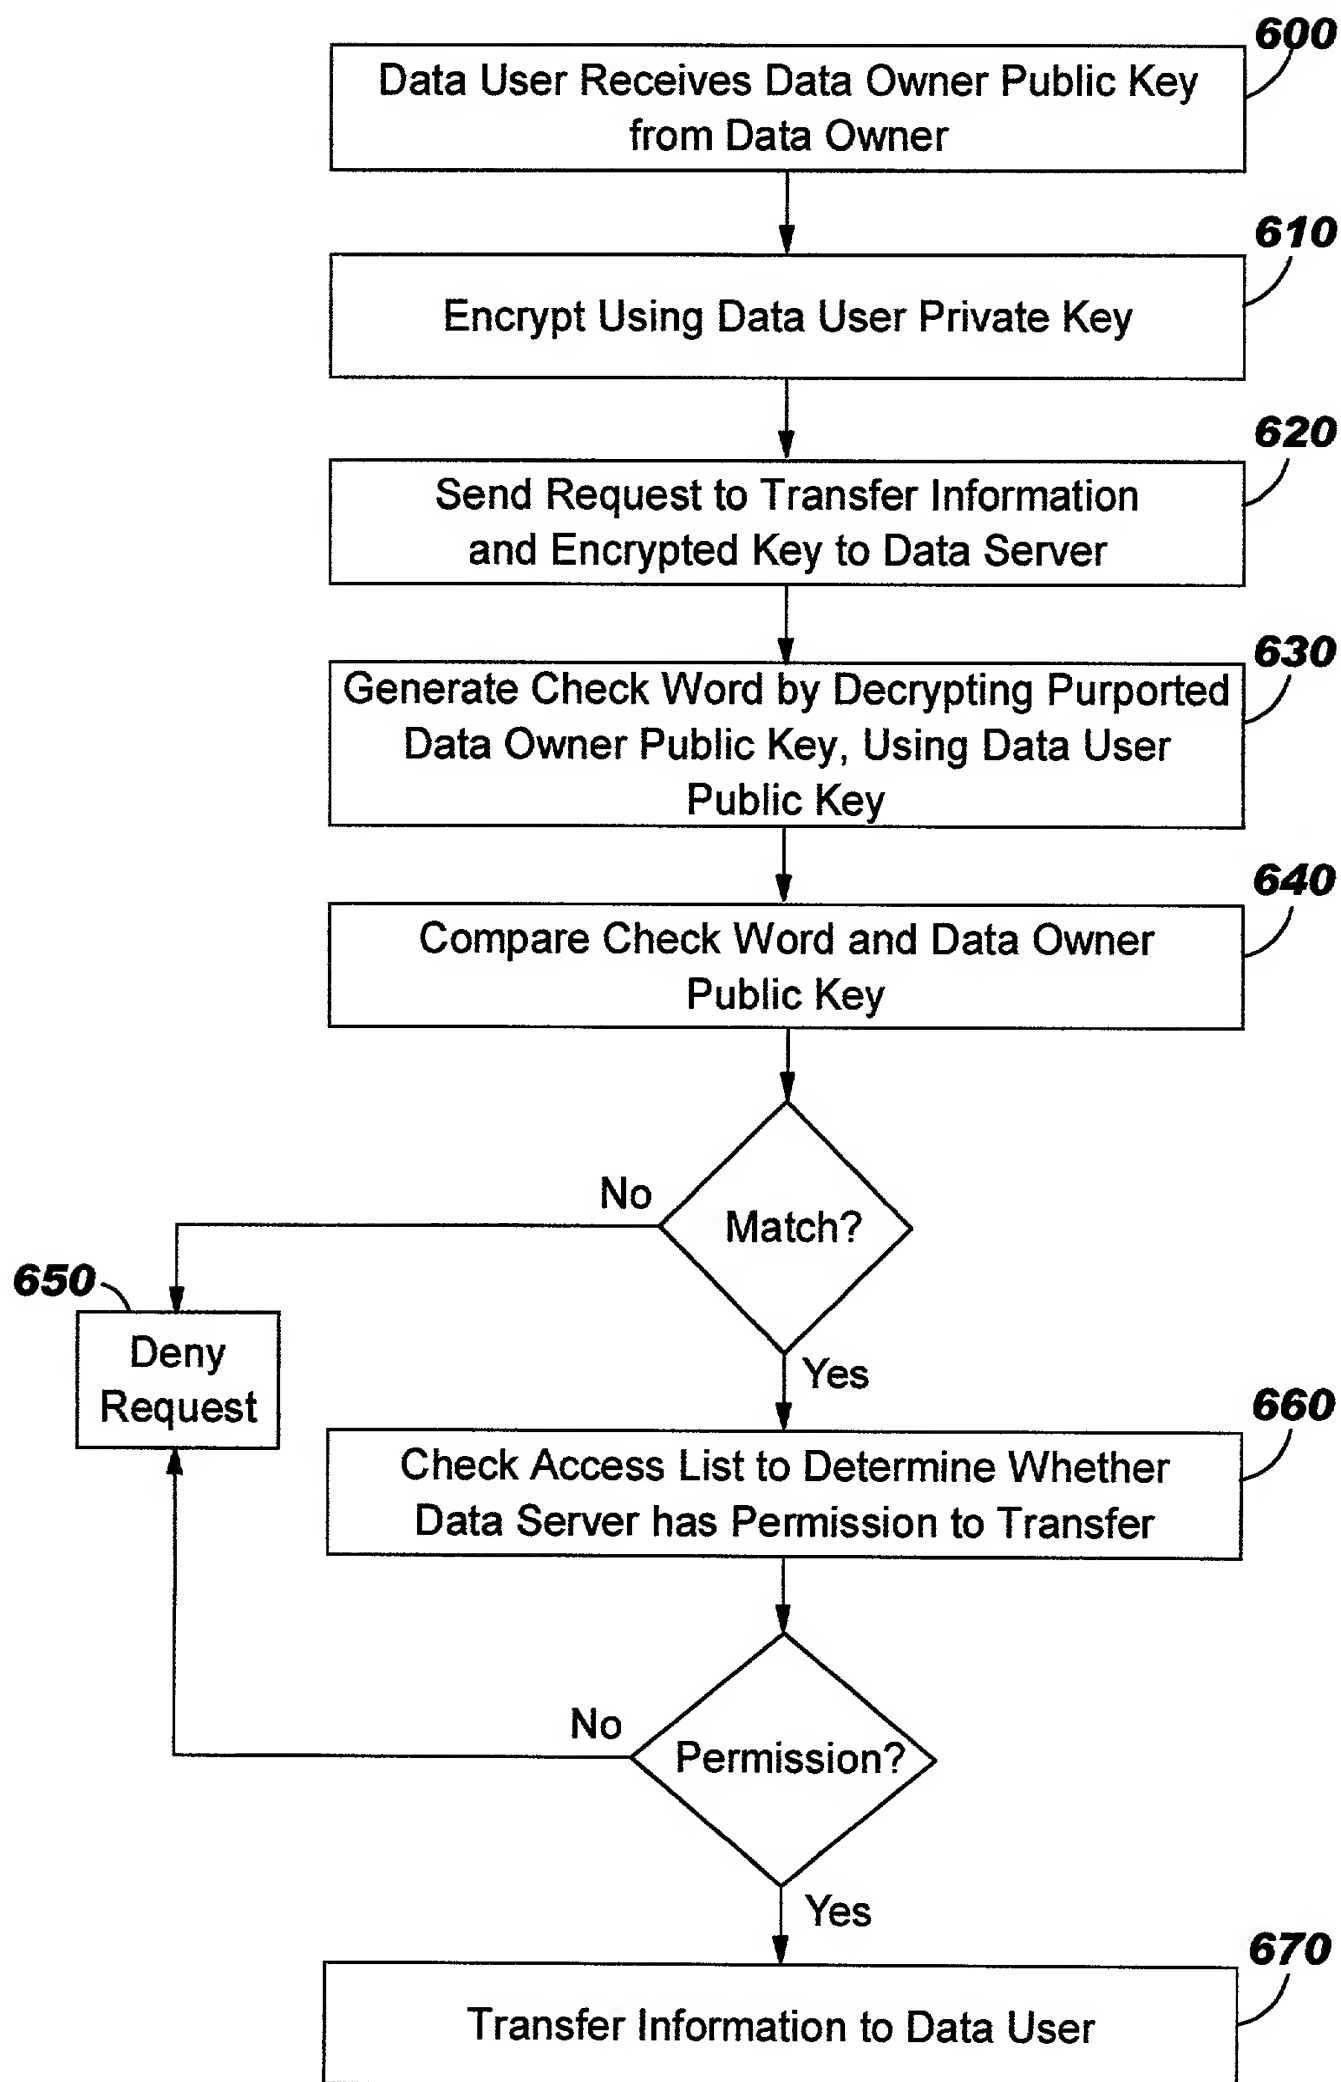 600
Data User Receives Data Owner Public Key
from Data Owner
610
Encrypt Using Data User Private Key
620
Send Request to Transfer Information
and Encrypted Key to Data Server
630
Generate Check Word by Decrypting Purported
Data Owner Public Key, Using Data User
Public Key
640
Compare Check Word and Data Owner
Public Key
No
Match?
650
Deny
Request
Yes
660
Check Access List to Determine Whether
Data Server has Permission to Transfer
No
Permission?
Yes
670
Transfer Information to Data User